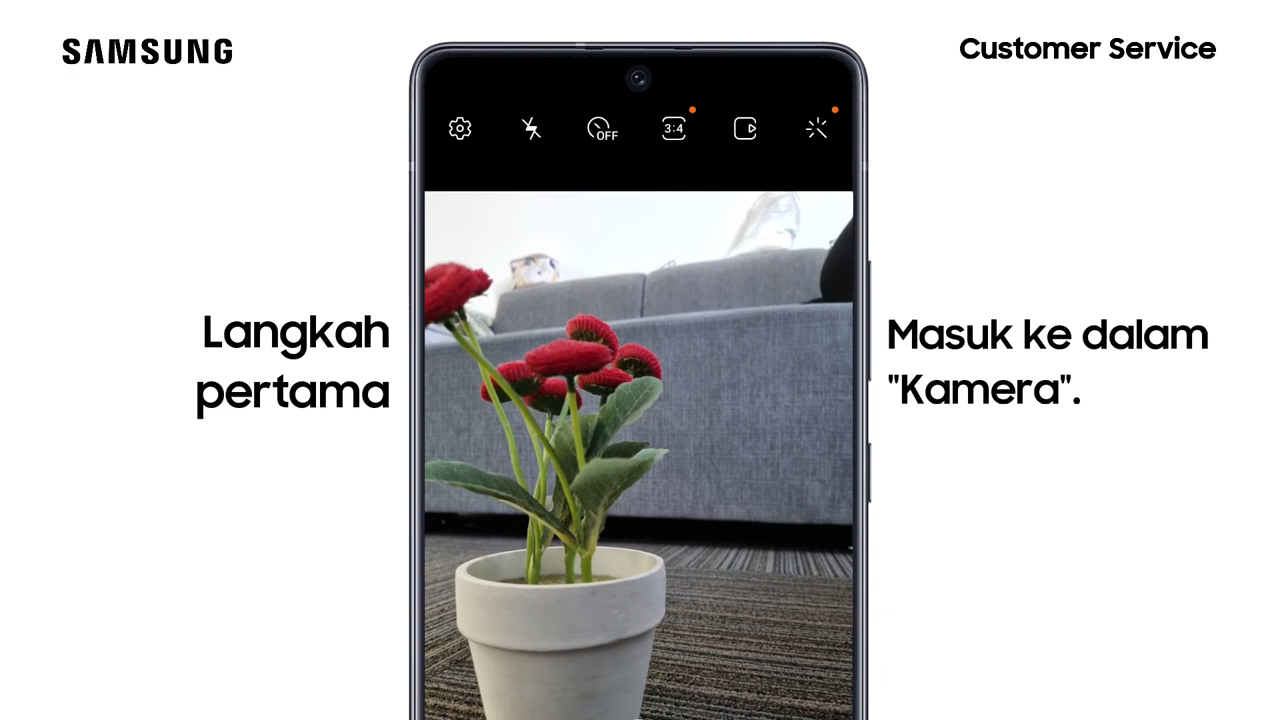 SAMSUNG
Customer Service
OFF
3:4
Langkah
pertama
Masuk ke dalam
"Kamera".